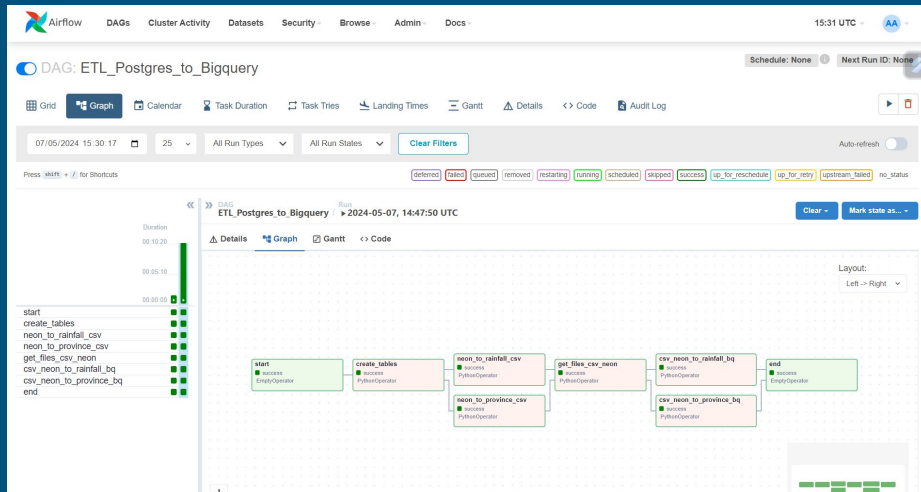 Airflow DAGs Cluster Activity Datasets Security Browse Admin Docs 15:31 UTC AA
DAG: ETL_Postgres_to_Bigquery Schedule: None Next Run ID: None
Grid Graph Calendar Task Duration Task Tries Landing Times Gantt Details <> Code Audit Log
07/05/2024 15:30:17 25 All Run Types All Run States Clear Filters Auto-refresh
Press shift + / for Shortcuts deferred failed queued removed restarting running scheduled skipped success up_for_reschedule up_for_retry upstream_failed no_status
DAG Run
ETL_Postgres_to_Bigquery / 2024-05-07, 14:47:50 UTC Clear Mark state as...
Details Graph Gantt <> Code
Duration
00:10:20
00:05:10
00:00:00
start
create_tables
neon_to_rainfall_csv
neon_to_province_csv
get_files_csv_neon
csv_neon_to_rainfall_bq
csv_neon_to_province_bq
end
Layout:
Left -> Right
start
success
EmptyOperator
create_tables
success
PythonOperator
neon_to_rainfall_csv
success
PythonOperator
neon_to_province_csv
success
PythonOperator
get_files_csv_neon
success
PythonOperator
csv_neon_to_rainfall_bq
success
PythonOperator
csv_neon_to_province_bq
success
PythonOperator
end
success
EmptyOperator